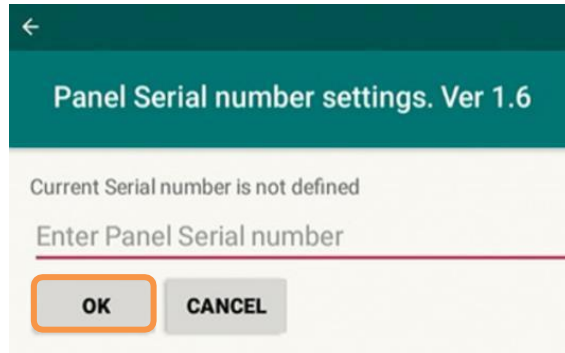 Panel Serial number settings. Ver 1.6
Current Serial number is not defined
Enter Panel Serial number
OK CANCEL